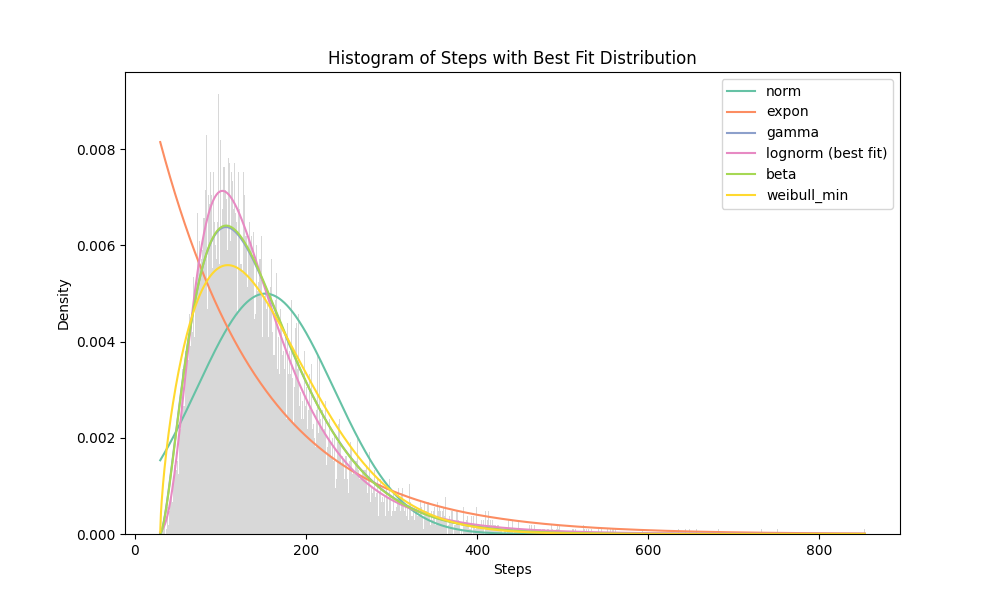 Histogram of Steps with Best Fit Distribution
norm
expon
gamma
lognorm (best fit)
beta
weibull_min
Density
0.008
0.006
0.004
0.002
0.000
0
200
400
600
800
Steps